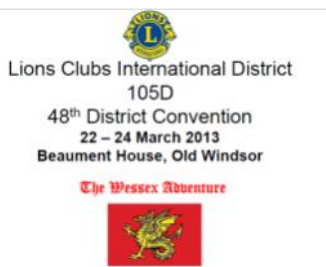 LIONS
L
Lions Clubs International District
105D
48th District Convention
22 – 24 March 2013
Beaument House, Old Windsor
The Wessex Adventure